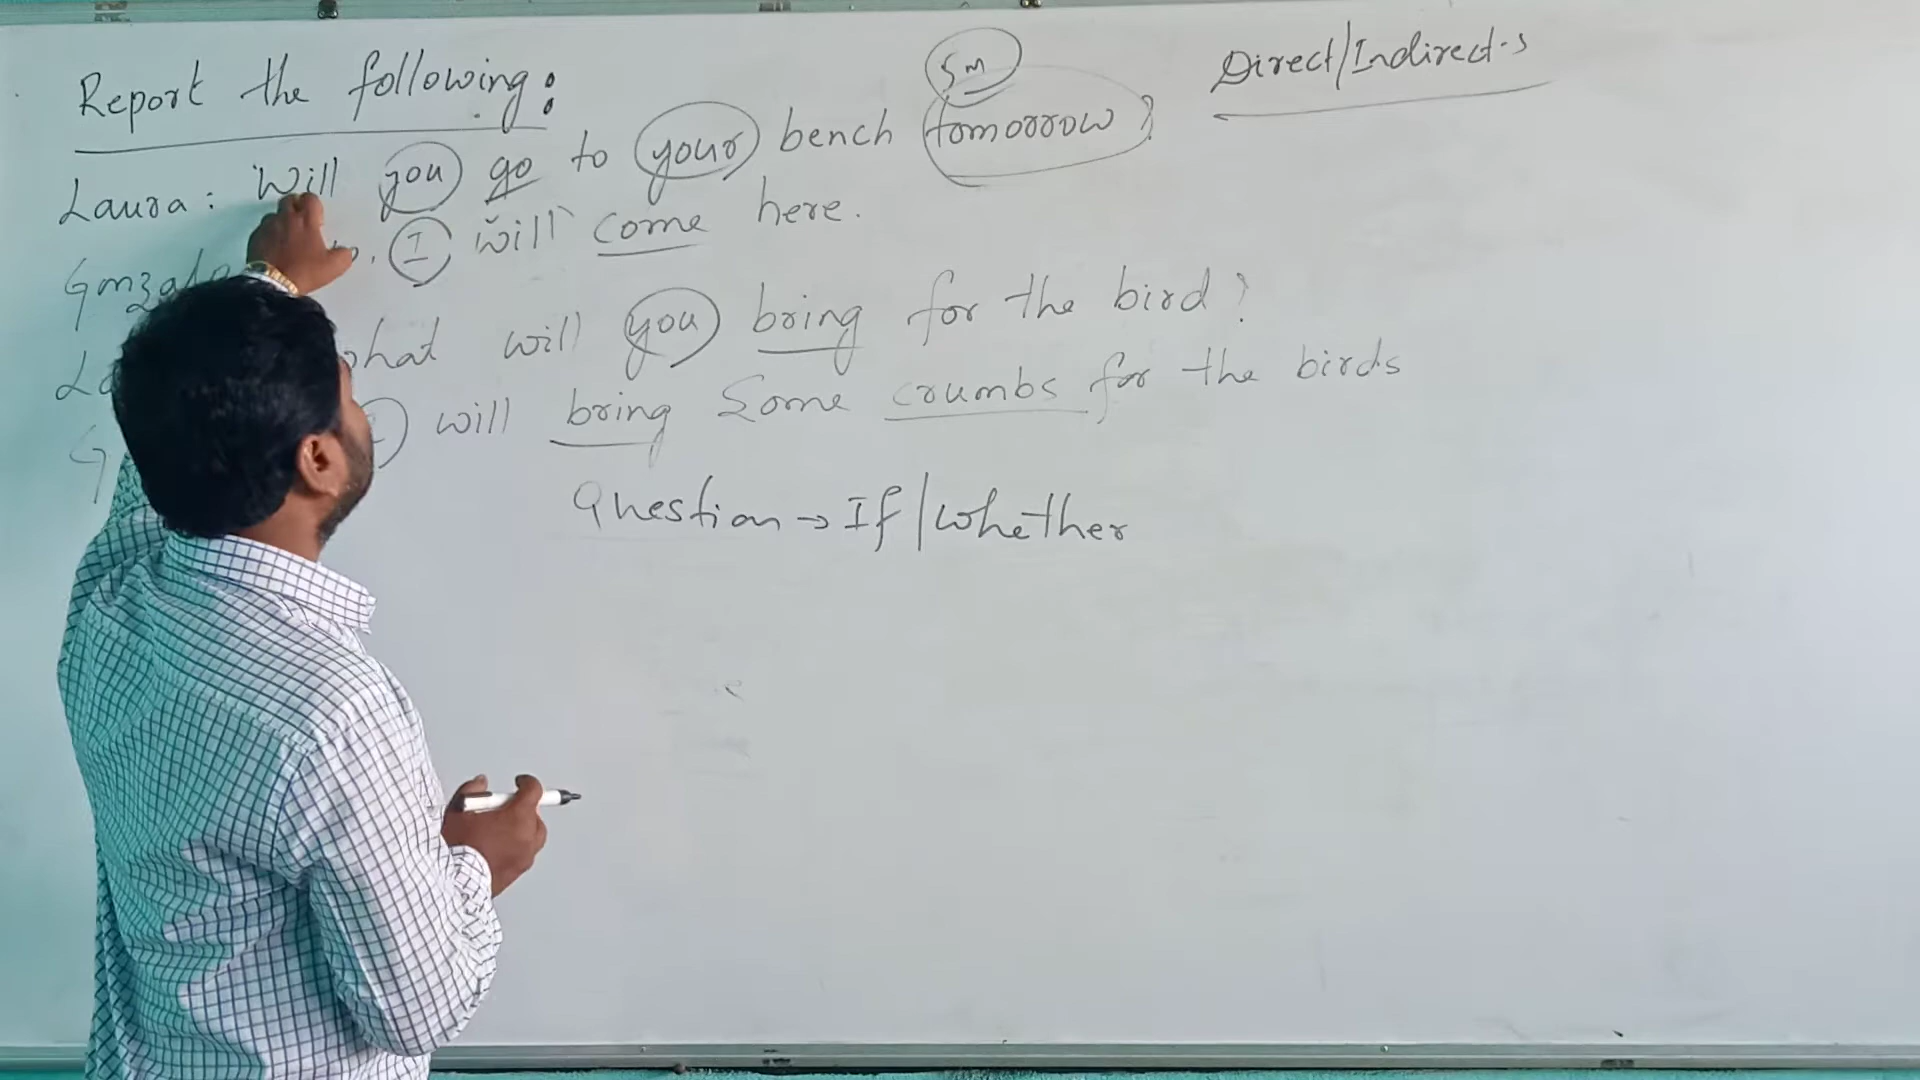 Report the following:
Direct/Indirect-s
5m
Laura: Will you go to your bench tomorrow?
I will come here.
what will you bring for the bird?
G I will bring Some crumbs for the birds
Question → If/Whether